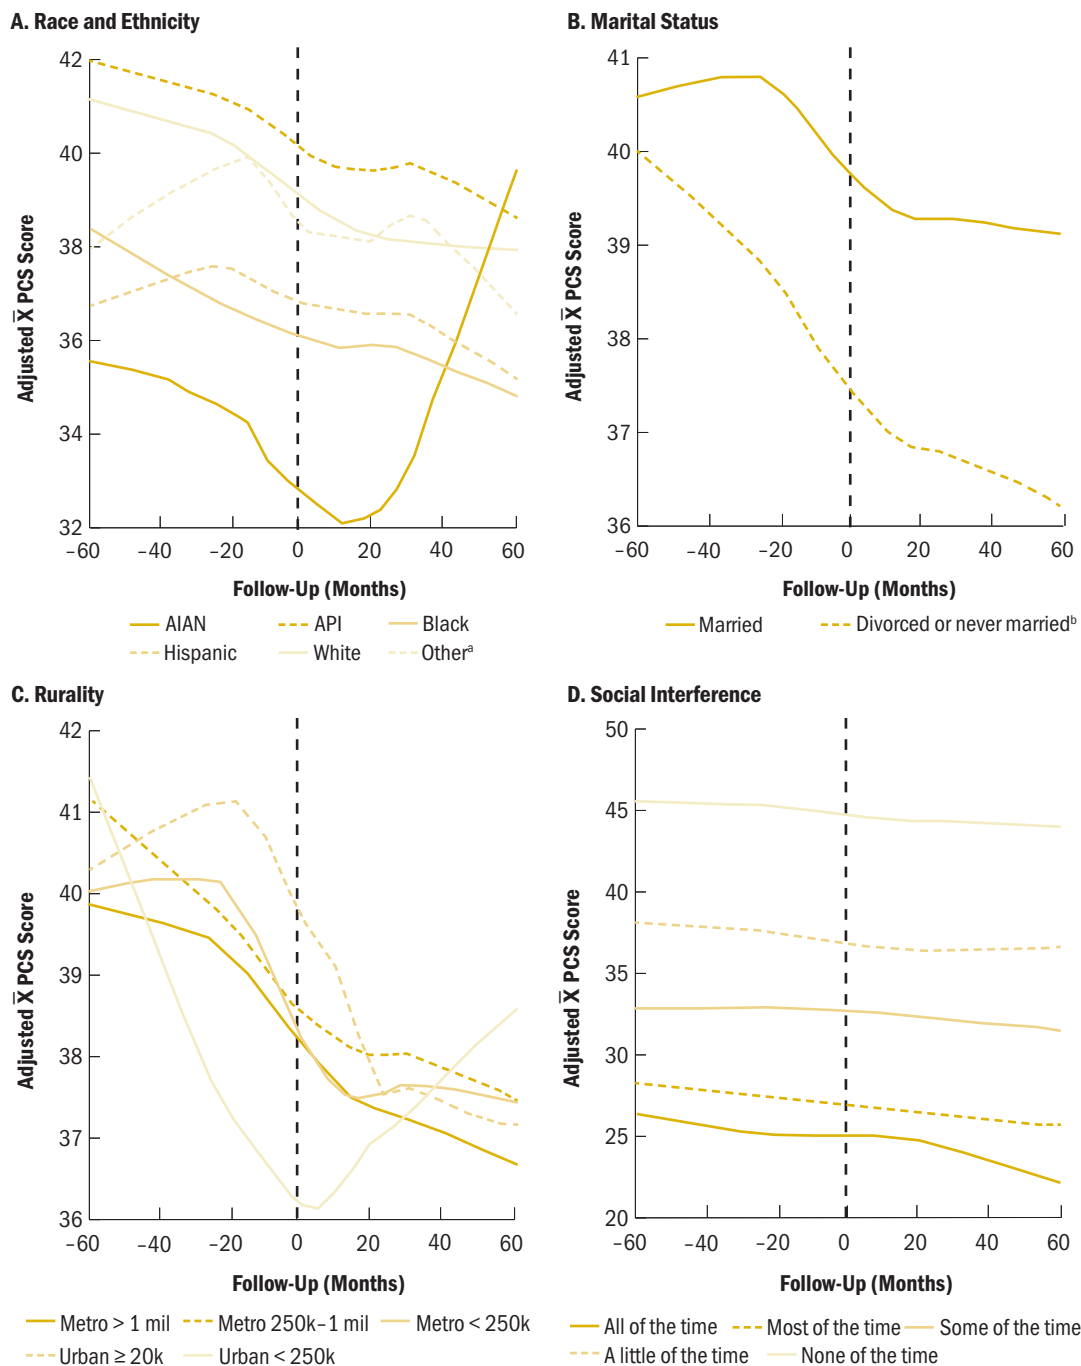 A. Race and Ethnicity
42
40
38
36
34
32
Adjusted X̄ PCS Score
−60 −40 −20 0 20 40 60
Follow-Up (Months)
AIAN API Black
Hispanic White Otherᵃ
B. Marital Status
41
40
39
38
37
36
Adjusted X̄ PCS Score
−60 −40 −20 0 20 40 60
Follow-Up (Months)
Married Divorced or never marriedᵇ
C. Rurality
42
41
40
39
38
37
36
Adjusted X̄ PCS Score
−60 −40 −20 0 20 40 60
Follow-Up (Months)
Metro > 1 mil Metro 250k–1 mil Metro < 250k
Urban ≥ 20k Urban < 250k
D. Social Interference
50
45
40
35
30
25
20
Adjusted X̄ PCS Score
−60 −40 −20 0 20 40 60
Follow-Up (Months)
All of the time Most of the time Some of the time
A little of the time None of the time